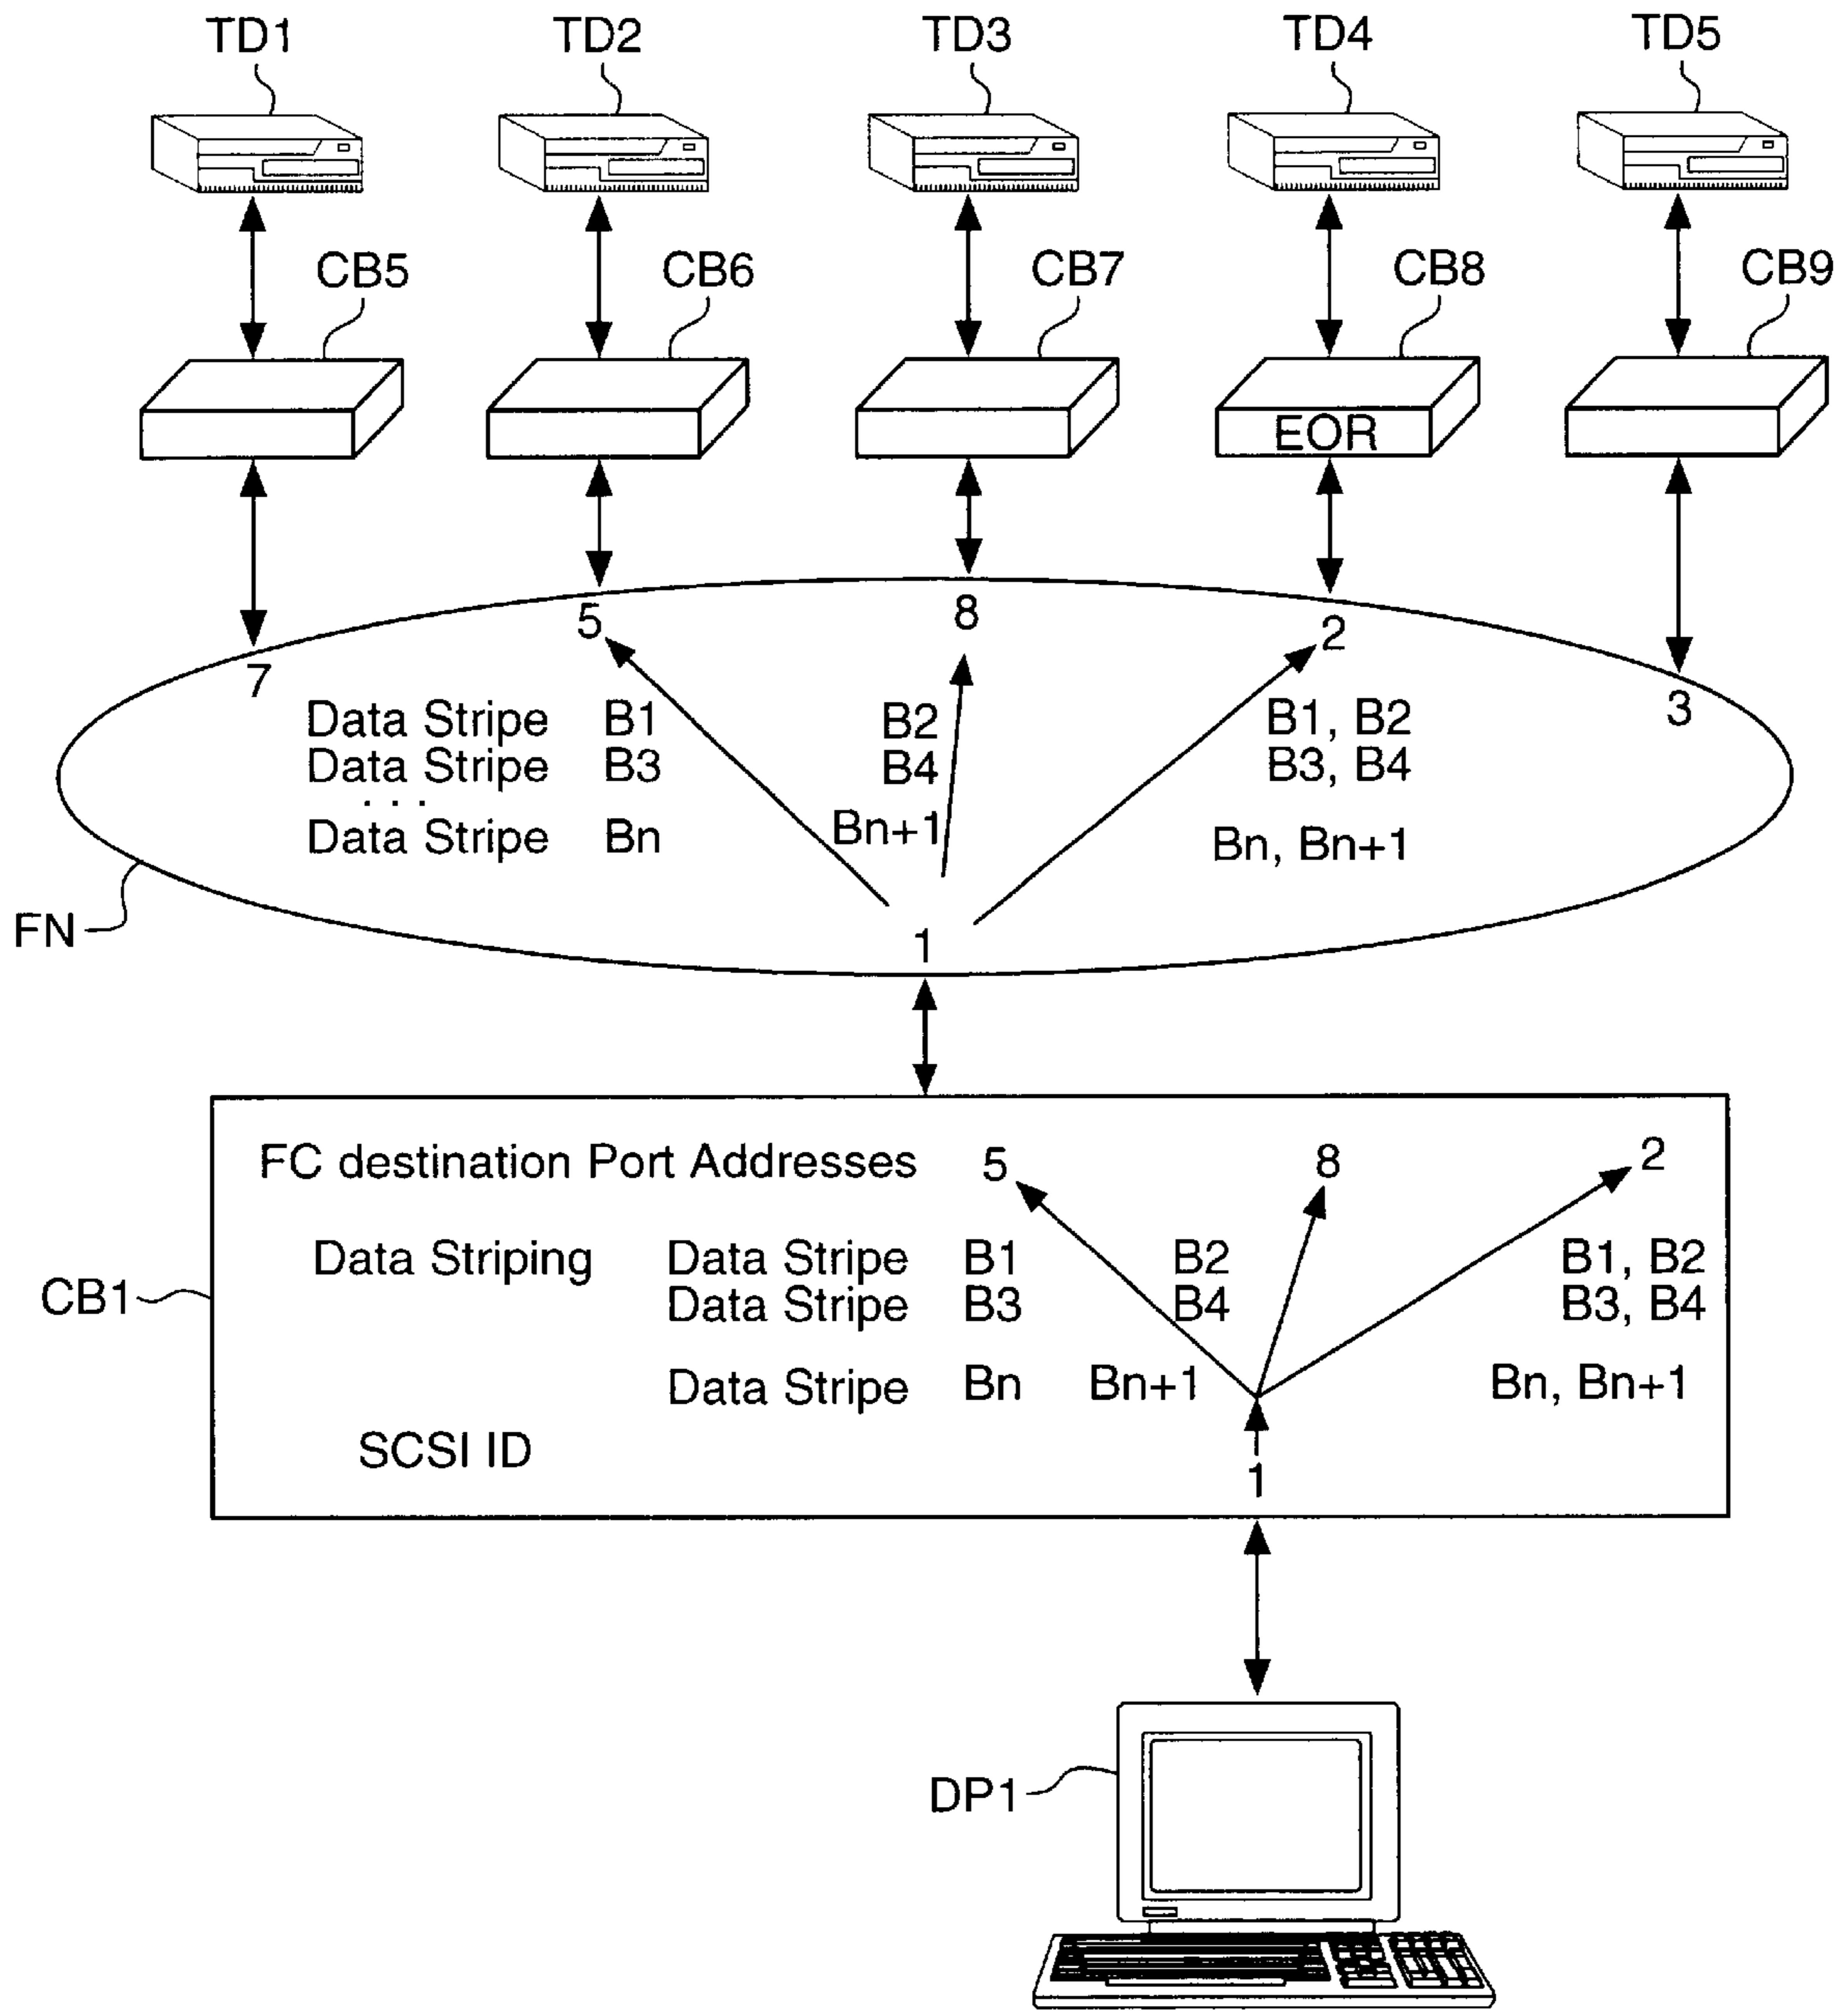 TD1 TD2 TD3 TD4 TD5
CB5 CB6 CB7 CB8 CB9
EOR
5 8 2
7 3
Data Stripe B1 B2 B1, B2
Data Stripe B3 B4 B3, B4
. . .
Data Stripe Bn Bn+1 Bn, Bn+1
FN
1
FC destination Port Addresses 5 8 2
Data Striping Data Stripe B1 B2 B1, B2
CB1
Data Stripe B3 B4 B3, B4
Data Stripe Bn Bn+1 Bn, Bn+1
SCSI ID
1
DP1